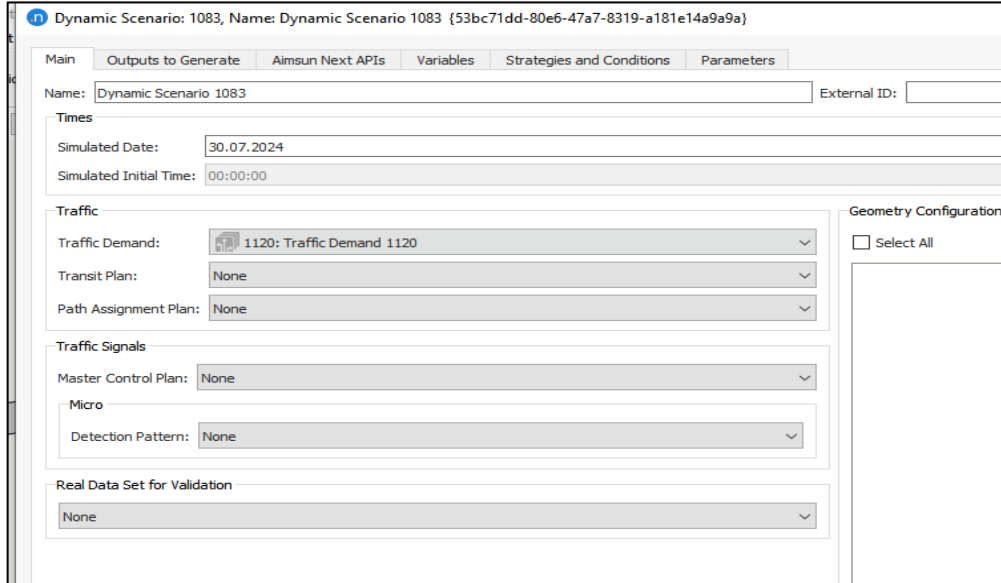 .n Dynamic Scenario: 1083, Name: Dynamic Scenario 1083 {53bc71dd-80e6-47a7-8319-a181e14a9a9a}
Main Outputs to Generate Aimsun Next APIs Variables Strategies and Conditions Parameters
Name: Dynamic Scenario 1083 External ID:
Times
Simulated Date: 30.07.2024
Simulated Initial Time: 00:00:00
Traffic Geometry Configuration
Traffic Demand: 1120: Traffic Demand 1120 Select All
Transit Plan: None
Path Assignment Plan: None
Traffic Signals
Master Control Plan: None
Micro
Detection Pattern: None
Real Data Set for Validation
None